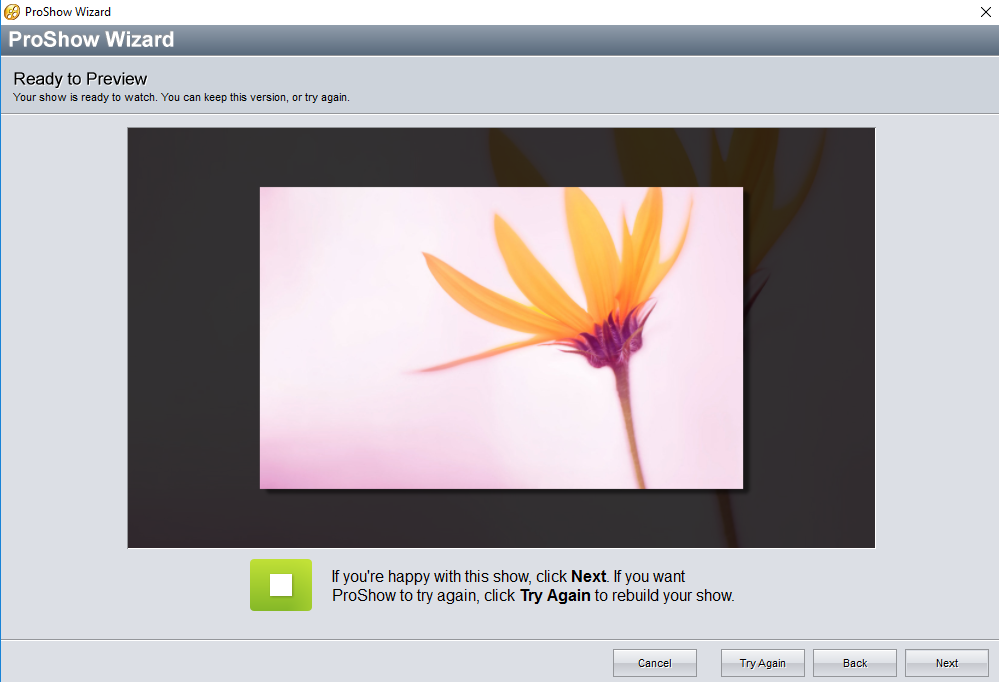 ProShow Wizard
ProShow Wizard
Ready to Preview
Your show is ready to watch. You can keep this version, or try again.
If you're happy with this show, click Next. If you want
ProShow to try again, click Try Again to rebuild your show.
Cancel
Try Again
Back
Next